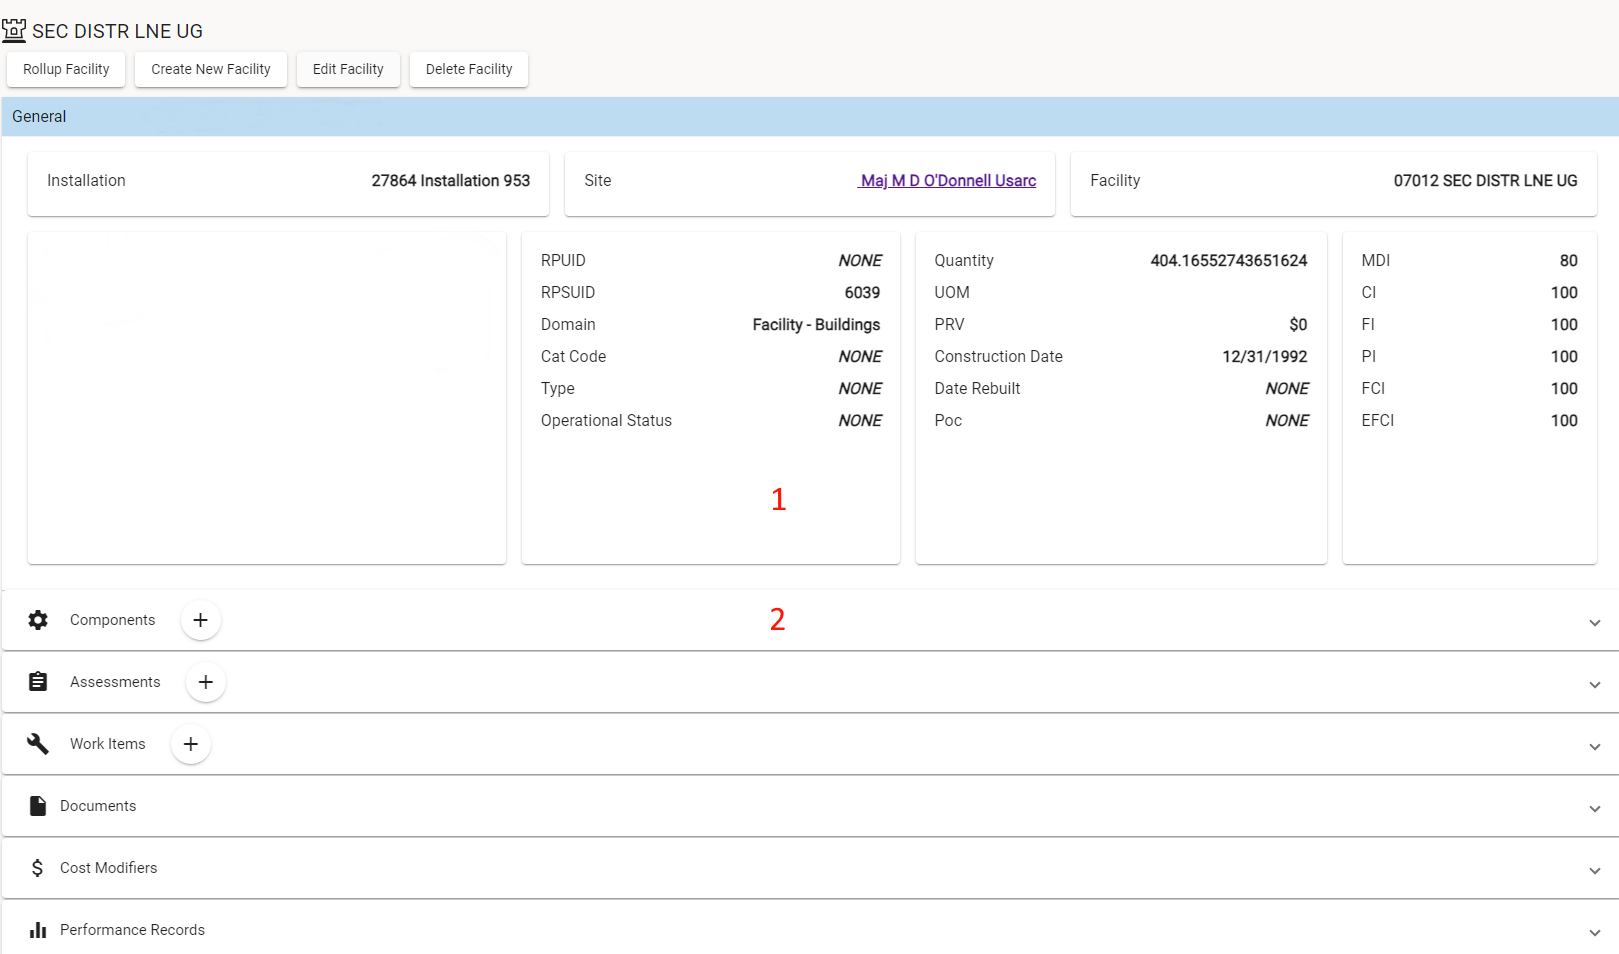 SEC DISTR LNE UG
Rollup Facility Create New Facility Edit Facility Delete Facility
General
Installation 27864 Installation 953 Site Maj M D O'Donnell Usarc Facility 07012 SEC DISTR LNE UG
RPUID NONE
RPSUID 6039
Domain Facility - Buildings
Cat Code NONE
Type NONE
Operational Status NONE
1
Quantity 404.16552743651624
UOM
PRV $0
Construction Date 12/31/1992
Date Rebuilt NONE
Poc NONE
MDI 80
CI 100
FI 100
PI 100
FCI 100
EFCI 100
Components + 2
Assessments +
Work Items +
Documents
$ Cost Modifiers
Performance Records